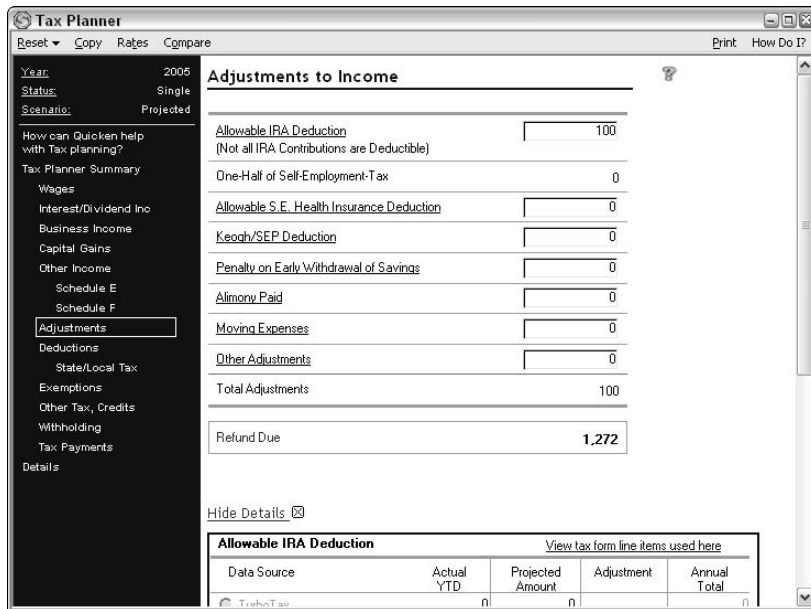 Tax Planner
Reset Copy Rates Compare Print How Do I?
Year: 2005
Status: Single
Scenario: Projected
How can Quicken help
with Tax planning?
Tax Planner Summary
Wages
Interest/Dividend Inc
Business Income
Capital Gains
Other Income
Schedule E
Schedule F
Adjustments
Deductions
State/Local Tax
Exemptions
Other Tax, Credits
Withholding
Tax Payments
Details
Adjustments to Income
Allowable IRA Deduction 100
(Not all IRA Contributions are Deductible)
One-Half of Self-Employment-Tax 0
Allowable S.E. Health Insurance Deduction 0
Keogh/SEP Deduction 0
Penalty on Early Withdrawal of Savings 0
Alimony Paid 0
Moving Expenses 0
Other Adjustments 0
Total Adjustments 100
Refund Due 1,272
Hide Details
Allowable IRA Deduction View tax form line items used here
Data Source Actual YTD Projected Amount Adjustment Annual Total
TurboTax 0 0 0